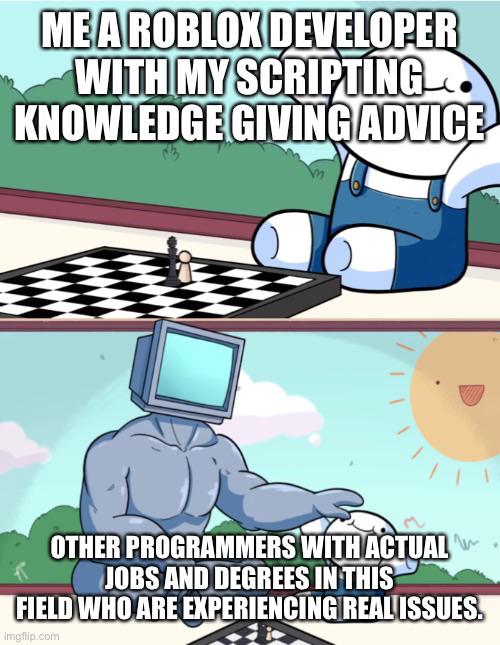 ME A ROBLOX DEVELOPER
WITH MY SCRIPTING
KNOWLEDGE GIVING ADVICE
OTHER PROGRAMMERS WITH ACTUAL
JOBS AND DEGREES IN THIS
FIELD WHO ARE EXPERIENCING REAL ISSUES.
imgflip.com